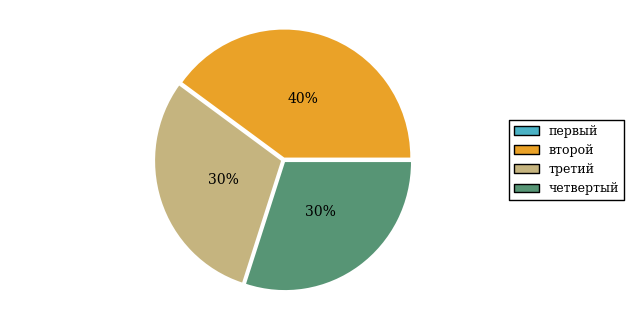 40%
30%
30%
первый
второй
третий
четвертый